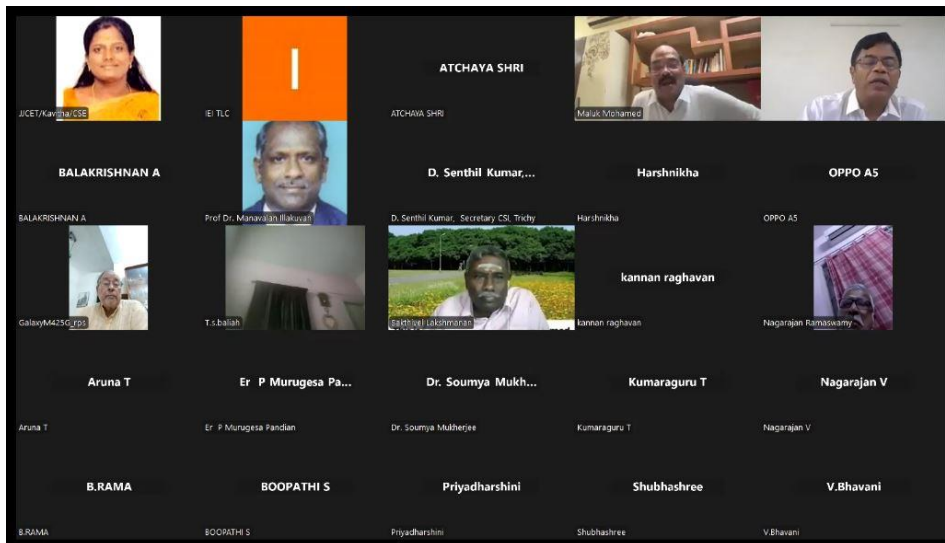 JJCET/Kavitha/CSE
I
IEI TLC
ATCHAYA SHRI
ATCHAYA SHRI
Maluk Mohamed
BALAKRISHNAN A
BALAKRISHNAN A
Prof Dr. Manavalan Illakuvan
D. Senthil Kumar,...
D. Senthil Kumar, Secretary CSI, Trichy
Harshnikha
Harshnikha
OPPO A5
OPPO A5
GalaxyM425G_rps
T.s.baliah
Sakthivel Lakshmanan
kannan raghavan
kannan raghavan
Nagarajan Ramaswamy
Aruna T
Aruna T
Er P Murugesa Pa...
Er P Murugesa Pandian
Dr. Soumya Mukh...
Dr. Soumya Mukherjee
Kumaraguru T
Kumaraguru T
Nagarajan V
Nagarajan V
B.RAMA
B.RAMA
BOOPATHI S
BOOPATHI S
Priyadharshini
Priyadharshini
Shubhashree
Shubhashree
V.Bhavani
V.Bhavani